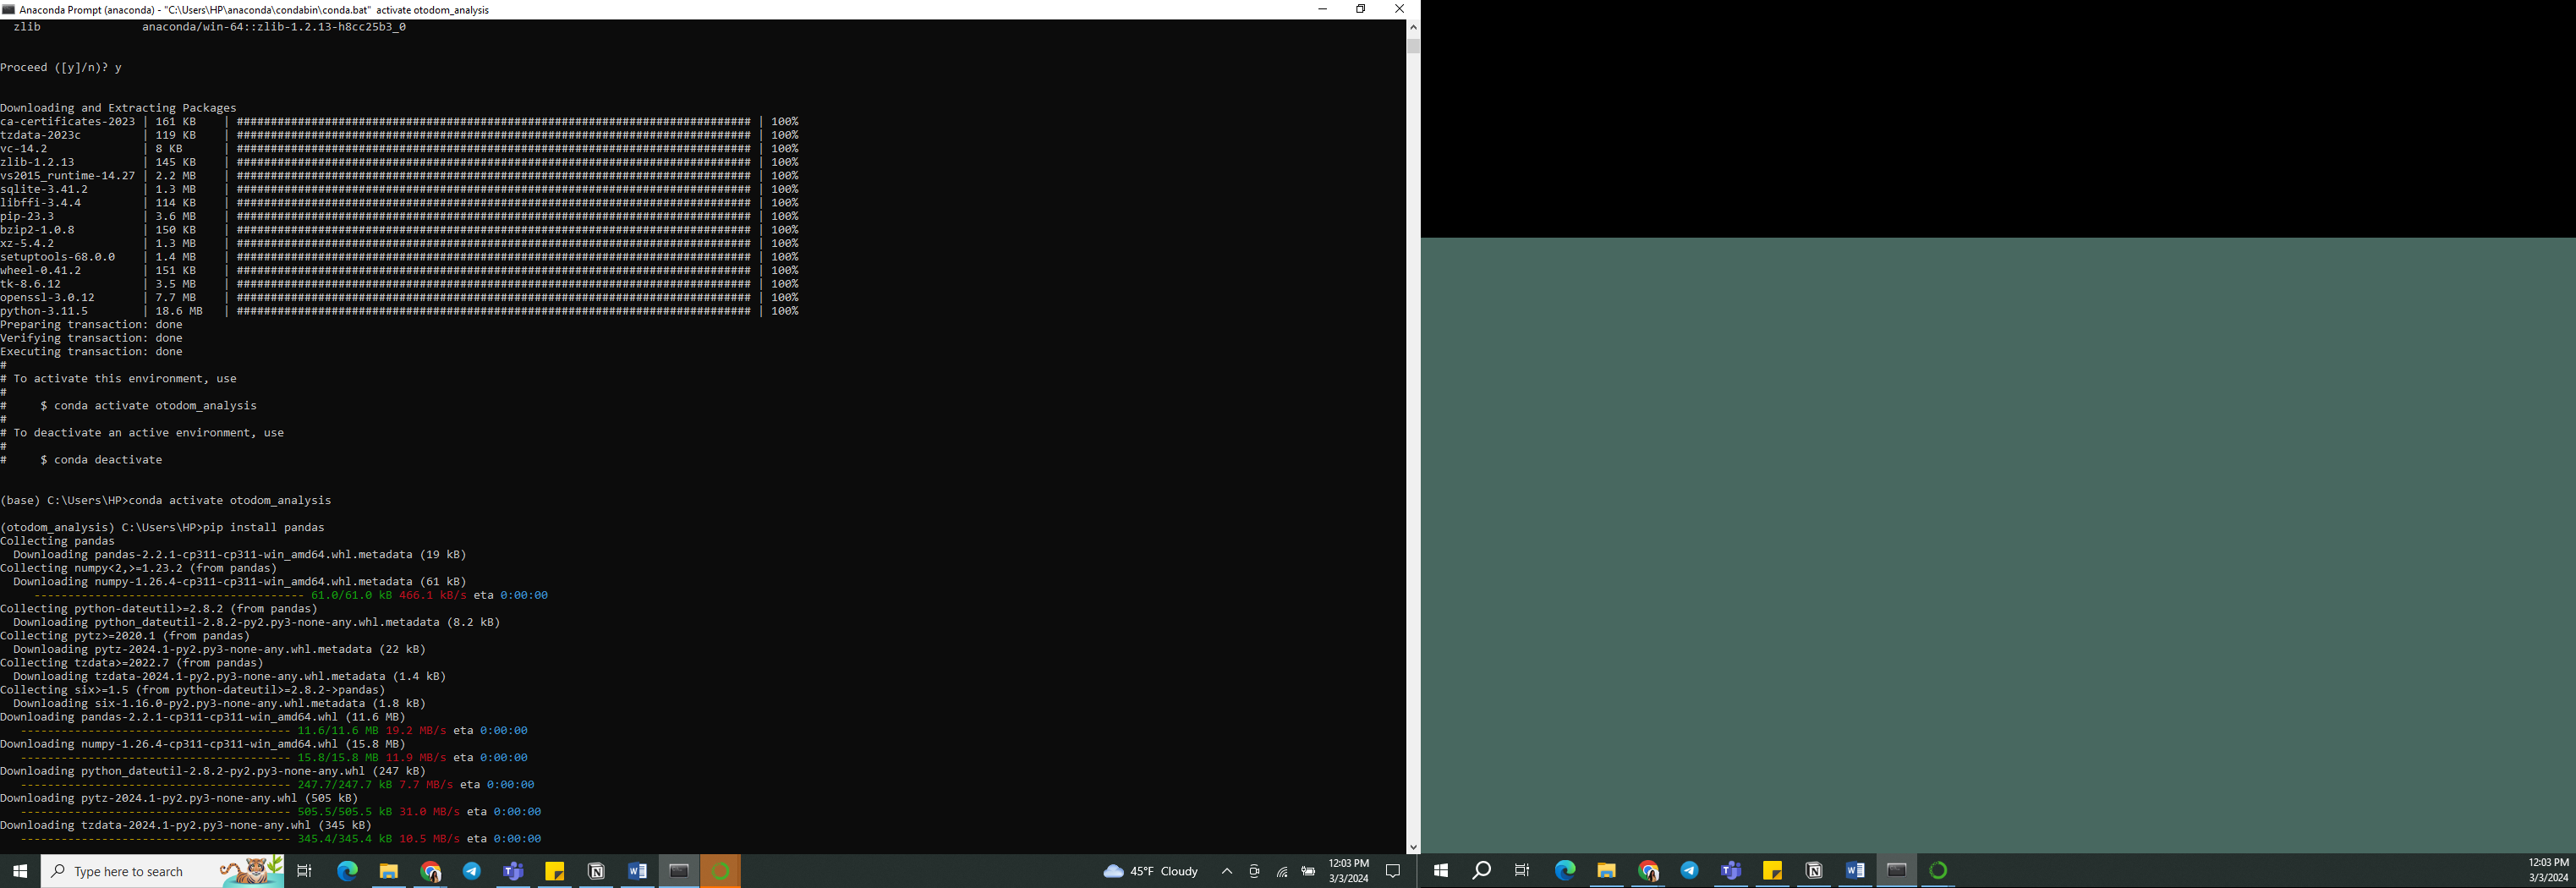 Anaconda Prompt (anaconda) - "C:\Users\HP\anaconda\condabin\conda.bat"  activate otodom_analysis
  zlib               anaconda/win-64::zlib-1.2.13-h8cc25b3_0
Proceed ([y]/n)? y
Downloading and Extracting Packages
ca-certificates-2023 | 161 KB    | ############################################################################ | 100%
tzdata-2023c         | 119 KB    | ############################################################################ | 100%
vc-14.2              | 8 KB      | ############################################################################ | 100%
zlib-1.2.13          | 145 KB    | ############################################################################ | 100%
vs2015_runtime-14.27 | 2.2 MB    | ############################################################################ | 100%
sqlite-3.41.2        | 1.3 MB    | ############################################################################ | 100%
libffi-3.4.4         | 114 KB    | ############################################################################ | 100%
pip-23.3             | 3.6 MB    | ############################################################################ | 100%
bzip2-1.0.8          | 150 KB    | ############################################################################ | 100%
xz-5.4.2             | 1.3 MB    | ############################################################################ | 100%
setuptools-68.0.0    | 1.4 MB    | ############################################################################ | 100%
wheel-0.41.2         | 151 KB    | ############################################################################ | 100%
tk-8.6.12            | 3.5 MB    | ############################################################################ | 100%
openssl-3.0.12       | 7.7 MB    | ############################################################################ | 100%
python-3.11.5        | 18.6 MB   | ############################################################################ | 100%
Preparing transaction: done
Verifying transaction: done
Executing transaction: done
#
# To activate this environment, use
#
#     $ conda activate otodom_analysis
#
# To deactivate an active environment, use
#
#     $ conda deactivate
(base) C:\Users\HP>conda activate otodom_analysis
(otodom_analysis) C:\Users\HP>pip install pandas
Collecting pandas
  Downloading pandas-2.2.1-cp311-cp311-win_amd64.whl.metadata (19 kB)
Collecting numpy<2,>=1.23.2 (from pandas)
  Downloading numpy-1.26.4-cp311-cp311-win_amd64.whl.metadata (61 kB)
     ---------------------------------------- 61.0/61.0 kB 466.1 kB/s eta 0:00:00
Collecting python-dateutil>=2.8.2 (from pandas)
  Downloading python_dateutil-2.8.2-py2.py3-none-any.whl.metadata (8.2 kB)
Collecting pytz>=2020.1 (from pandas)
  Downloading pytz-2024.1-py2.py3-none-any.whl.metadata (22 kB)
Collecting tzdata>=2022.7 (from pandas)
  Downloading tzdata-2024.1-py2.py3-none-any.whl.metadata (1.4 kB)
Collecting six>=1.5 (from python-dateutil>=2.8.2->pandas)
  Downloading six-1.16.0-py2.py3-none-any.whl.metadata (1.8 kB)
Downloading pandas-2.2.1-cp311-cp311-win_amd64.whl (11.6 MB)
   ---------------------------------------- 11.6/11.6 MB 19.2 MB/s eta 0:00:00
Downloading numpy-1.26.4-cp311-cp311-win_amd64.whl (15.8 MB)
   ---------------------------------------- 15.8/15.8 MB 11.9 MB/s eta 0:00:00
Downloading python_dateutil-2.8.2-py2.py3-none-any.whl (247 kB)
   ---------------------------------------- 247.7/247.7 kB 7.7 MB/s eta 0:00:00
Downloading pytz-2024.1-py2.py3-none-any.whl (505 kB)
   ---------------------------------------- 505.5/505.5 kB 31.0 MB/s eta 0:00:00
Downloading tzdata-2024.1-py2.py3-none-any.whl (345 kB)
   ---------------------------------------- 345.4/345.4 kB 10.5 MB/s eta 0:00:00
Type here to search
45°F Cloudy
12:03 PM
3/3/2024
12:03 PM
3/3/2024